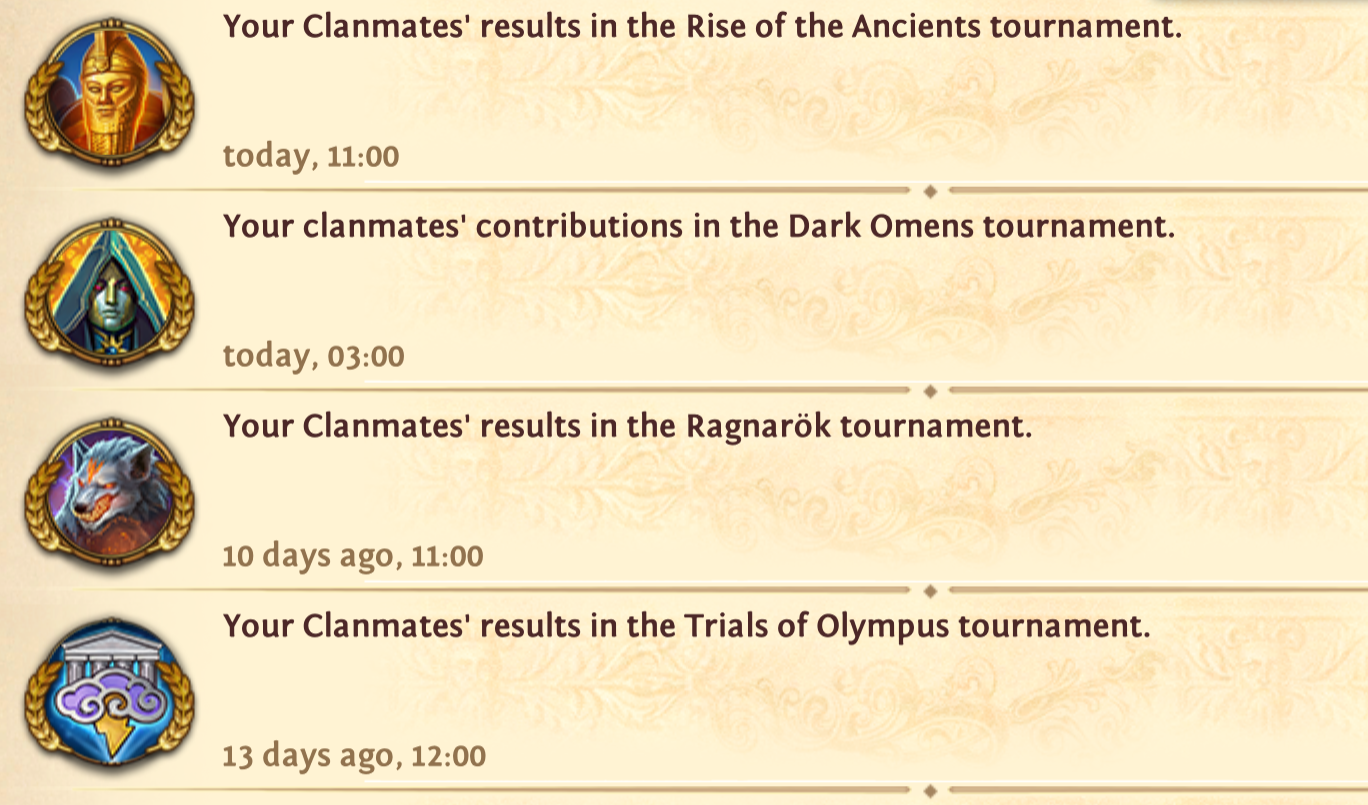 Your Clanmates' results in the Rise of the Ancients tournament.
today, 11:00
Your clanmates' contributions in the Dark Omens tournament.
today, 03:00
Your Clanmates' results in the Ragnarök tournament.
10 days ago, 11:00
Your Clanmates' results in the Trials of Olympus tournament.
13 days ago, 12:00